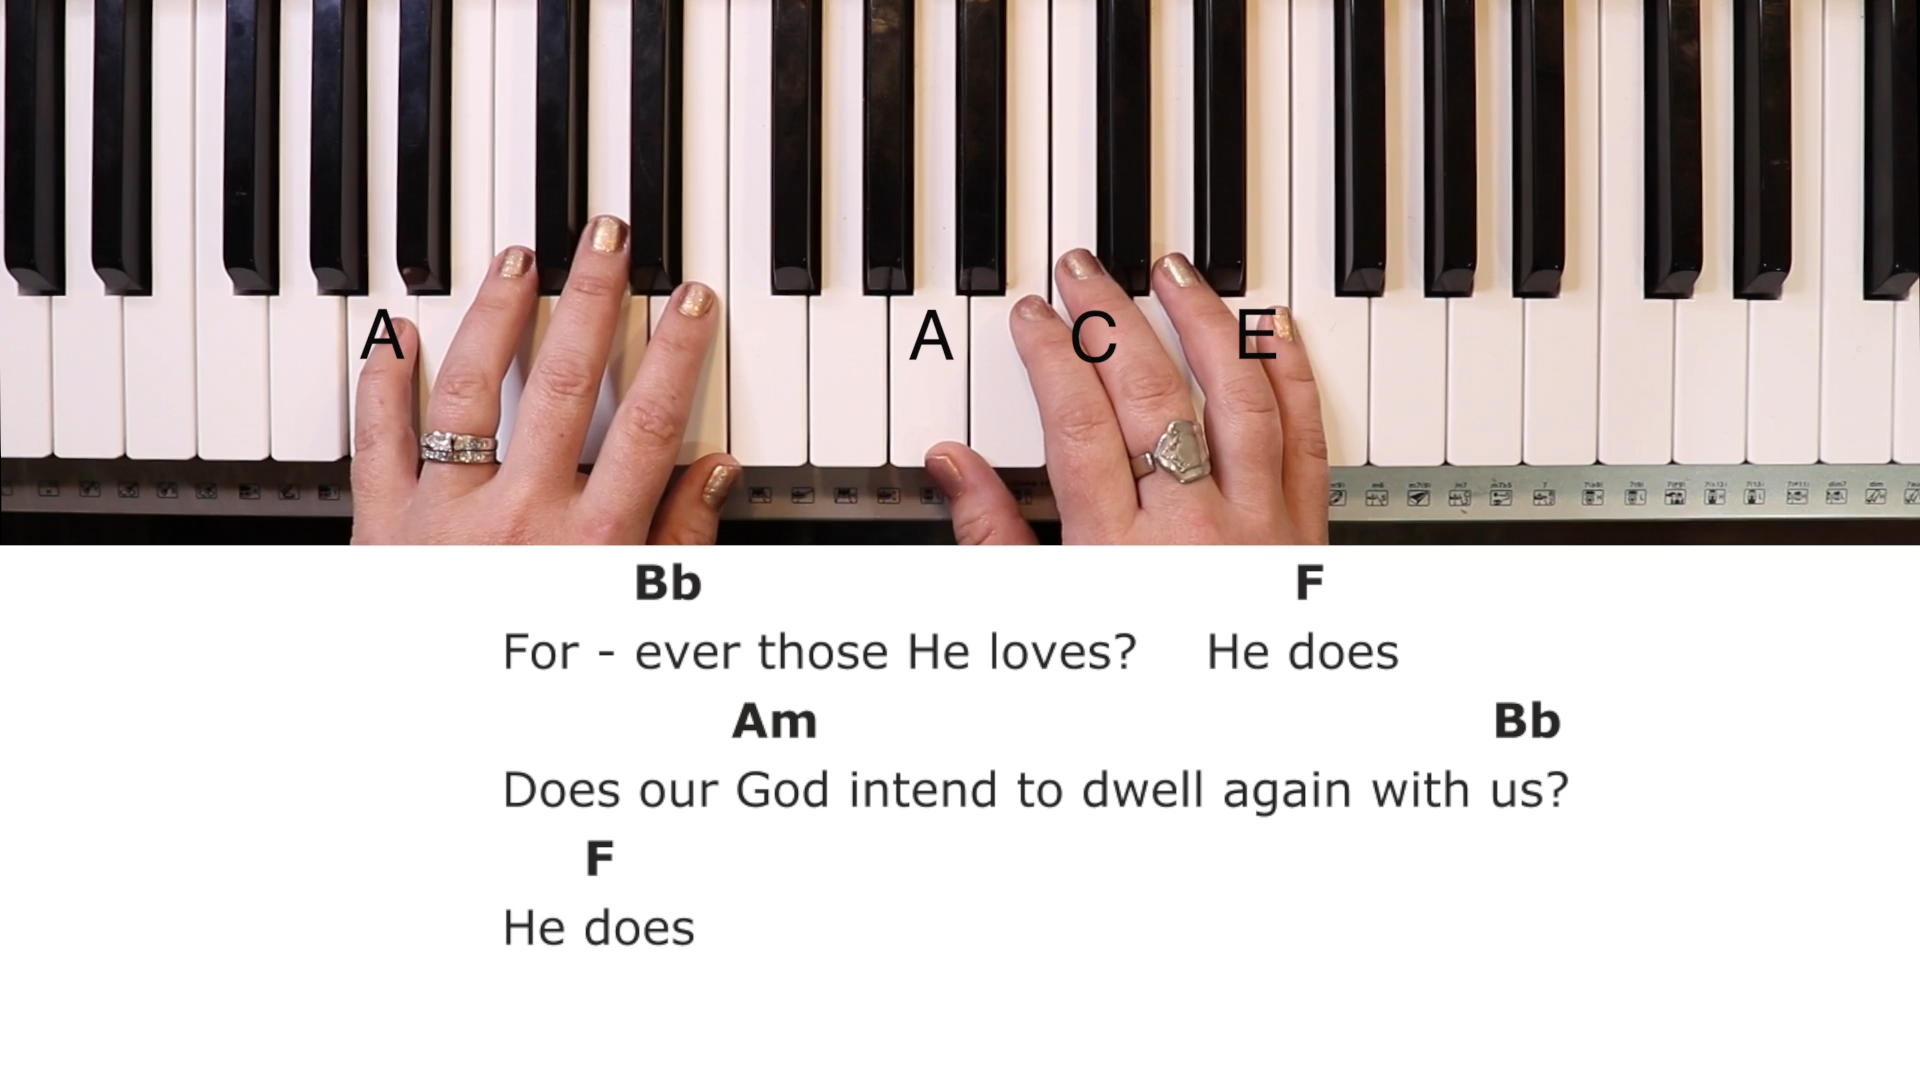 A A C E
Bb F
For - ever those He loves? He does
Am Bb
Does our God intend to dwell again with us?
F
He does